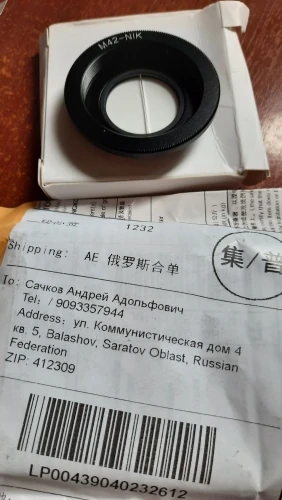 M42-NIK
1232
Shipping: AE 俄罗斯合单
集/普
To: Сачков Андрей Адольфович
Tel: / 9093357944
Address: ул. Коммунистическая дом 4
кв. 5, Balashov, Saratov Oblast, Russian
Federation
ZIP: 412309
LP00439040232612